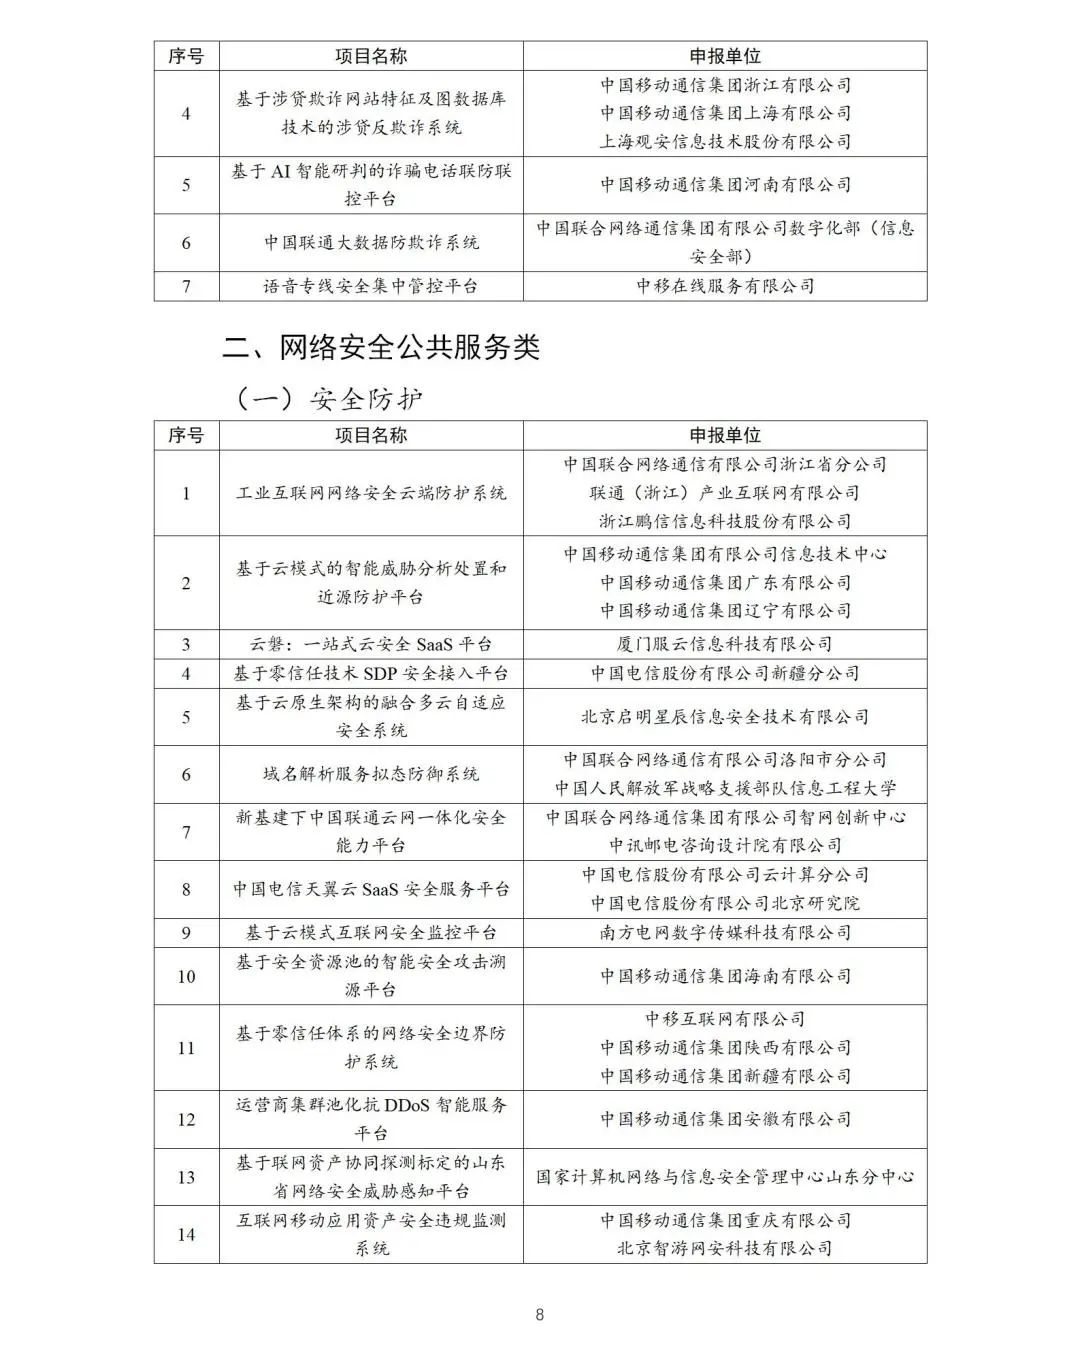 序号 项目名称 申报单位
4 基于涉贷欺诈网站特征及图数据库技术的涉贷反欺诈系统 中国移动通信集团浙江有限公司
中国移动通信集团上海有限公司
上海观安信息技术股份有限公司
5 基于 AI 智能研判的诈骗电话联防联控平台 中国移动通信集团河南有限公司
6 中国联通大数据防欺诈系统 中国联合网络通信集团有限公司数字化部（信息安全部）
7 语音专线安全集中管控平台 中移在线服务有限公司
二、网络安全公共服务类
（一）安全防护
序号 项目名称 申报单位
1 工业互联网网络安全云端防护系统 中国联合网络通信有限公司浙江省分公司
联通（浙江）产业互联网有限公司
浙江鹏信信息科技股份有限公司
2 基于云模式的智能威胁分析处置和近源防护平台 中国移动通信集团有限公司信息技术中心
中国移动通信集团广东有限公司
中国移动通信集团辽宁有限公司
3 云磐：一站式云安全 SaaS 平台 厦门服云信息科技有限公司
4 基于零信任技术 SDP 安全接入平台 中国电信股份有限公司新疆分公司
5 基于云原生架构的融合多云自适应安全系统 北京启明星辰信息安全技术有限公司
6 域名解析服务拟态防御系统 中国联合网络通信有限公司洛阳市分公司
中国人民解放军战略支援部队信息工程大学
7 新基建下中国联通云网一体化安全能力平台 中国联合网络通信集团有限公司智网创新中心
中讯邮电咨询设计院有限公司
8 中国电信天翼云 SaaS 安全服务平台 中国电信股份有限公司云计算分公司
中国电信股份有限公司北京研究院
9 基于云模式互联网安全监控平台 南方电网数字传媒科技有限公司
10 基于安全资源池的智能安全攻击溯源平台 中国移动通信集团海南有限公司
11 基于零信任体系的网络安全边界防护系统 中移互联网有限公司
中国移动通信集团陕西有限公司
中国移动通信集团新疆有限公司
12 运营商集群池化抗 DDoS 智能服务平台 中国移动通信集团安徽有限公司
13 基于联网资产协同探测标定的山东省网络安全威胁感知平台 国家计算机网络与信息安全管理中心山东分中心
14 互联网移动应用资产安全违规监测系统 中国移动通信集团重庆有限公司
北京智游网安科技有限公司
8